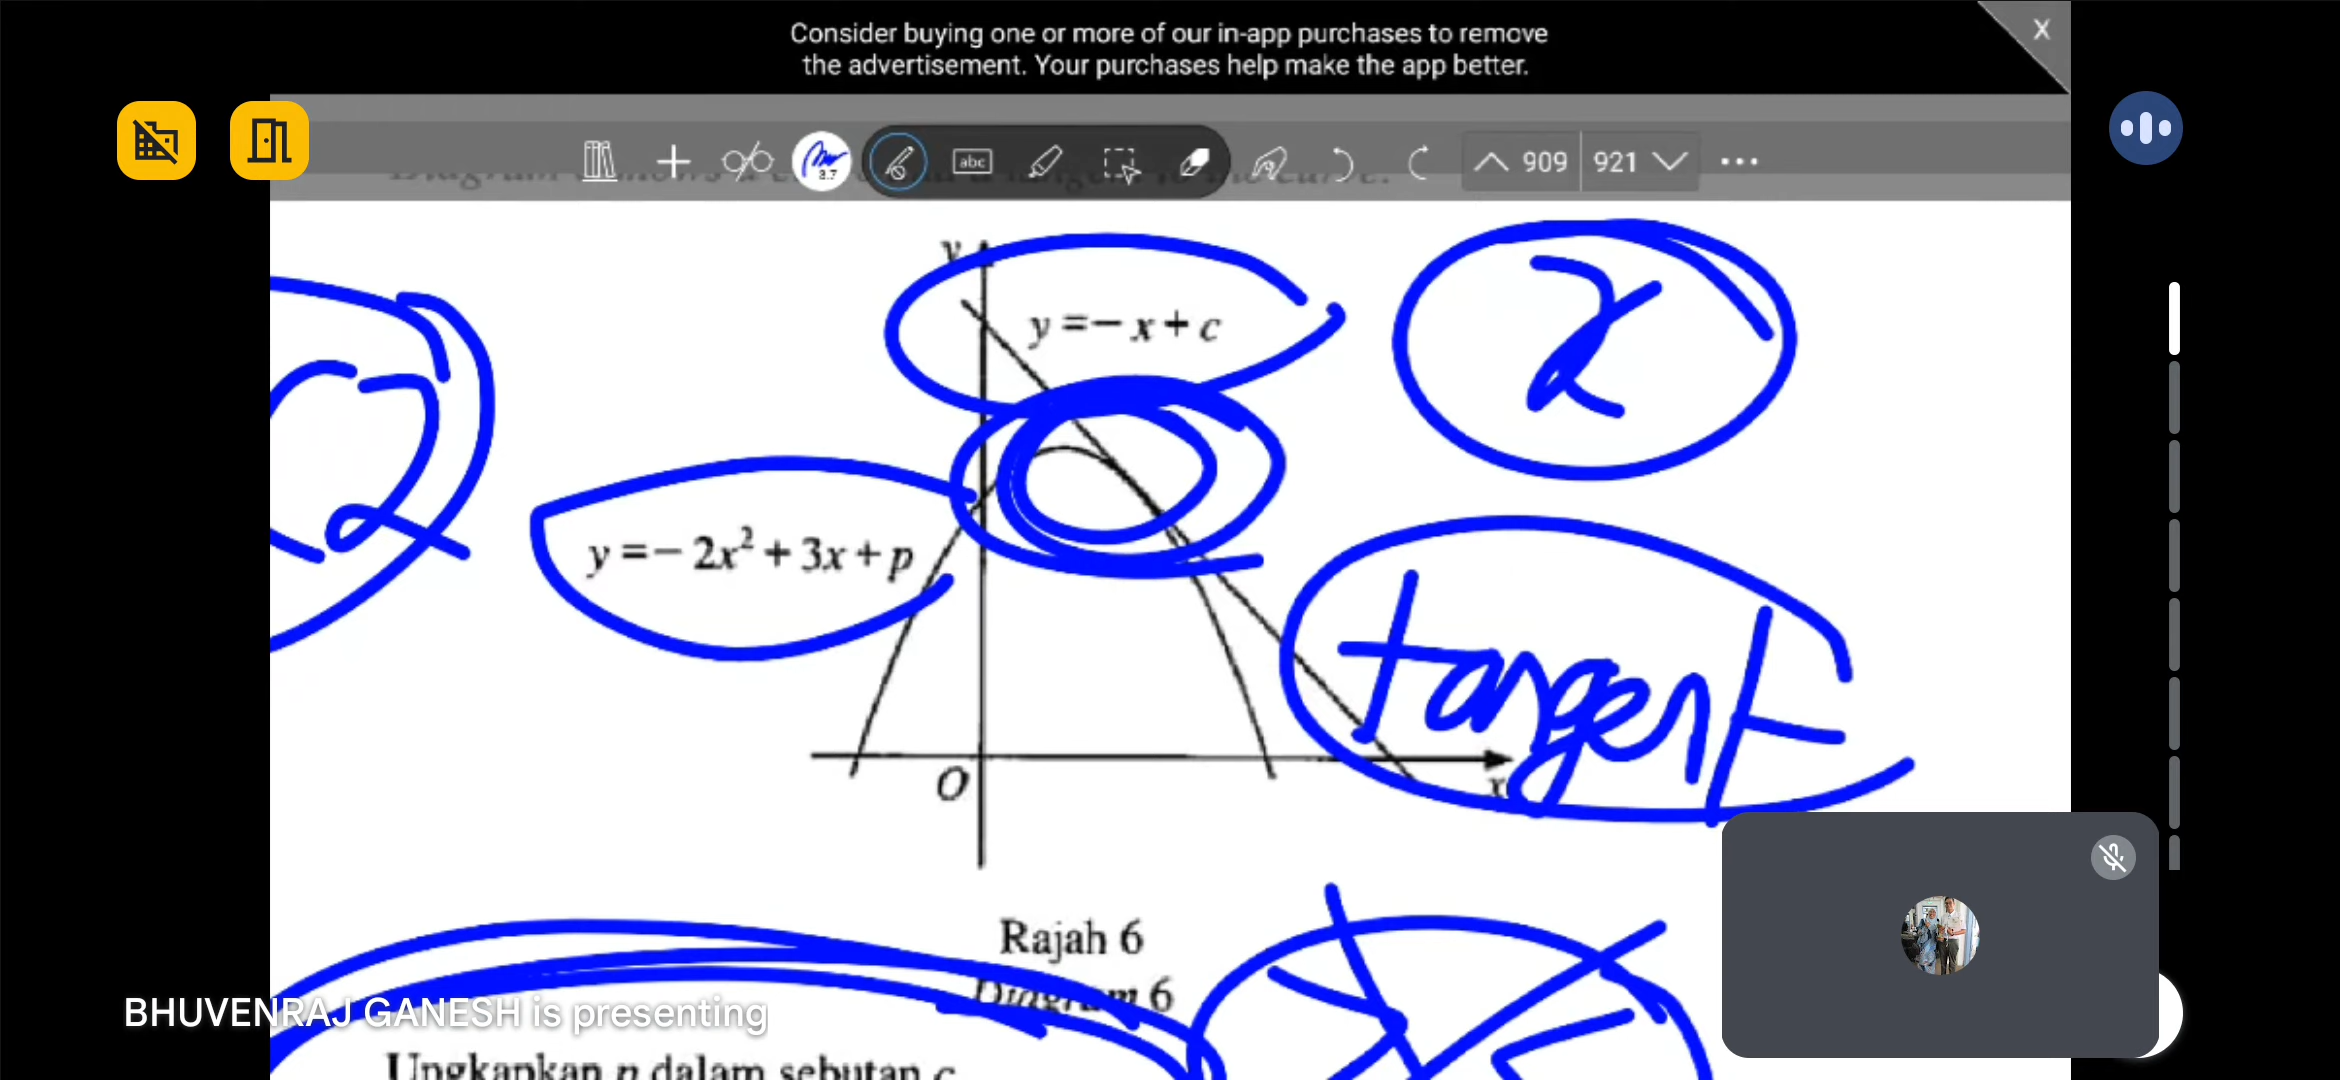 Consider buying one or more of our in-app purchases to remove
the advertisement. Your purchases help make the app better.
X
abc
3.7
909 921
y
y = − x + c
x
y = − 2x² + 3x + p
tangent
O
x
Rajah 6
Diagram 6
BHUVENRAJ GANESH is presenting
Ungkapkan p dalam sebutan c